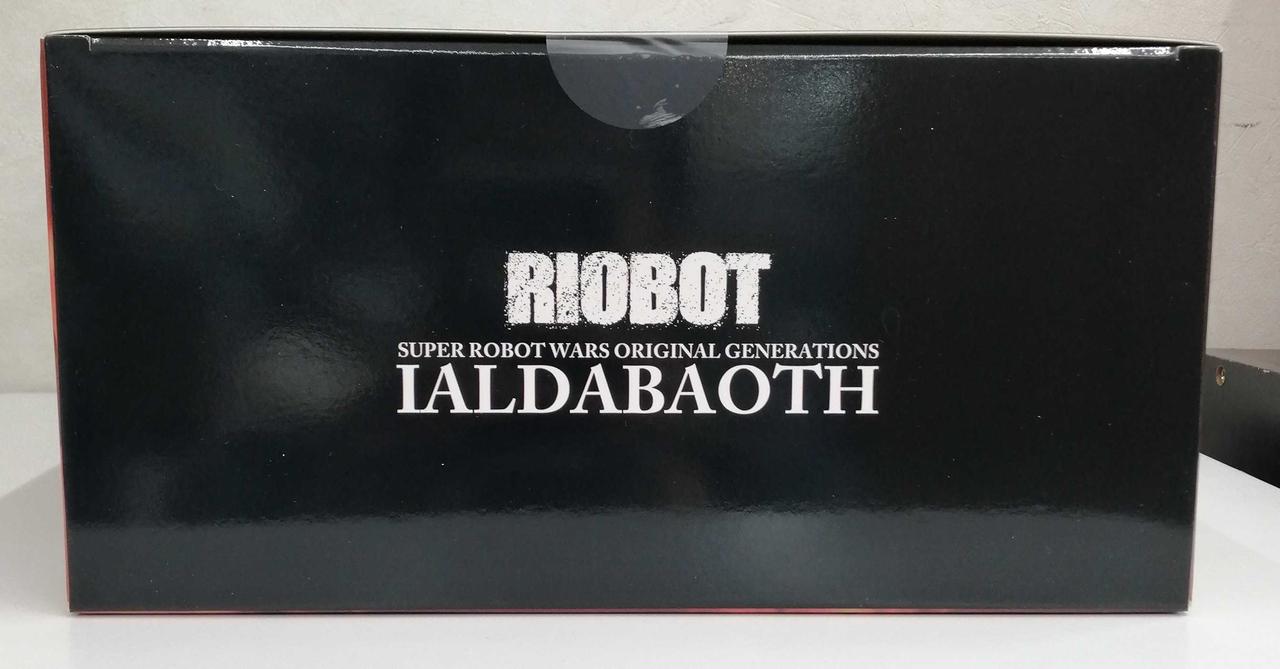 RIOBOT
SUPER ROBOT WARS ORIGINAL GENERATIONS
IALDABAOTH